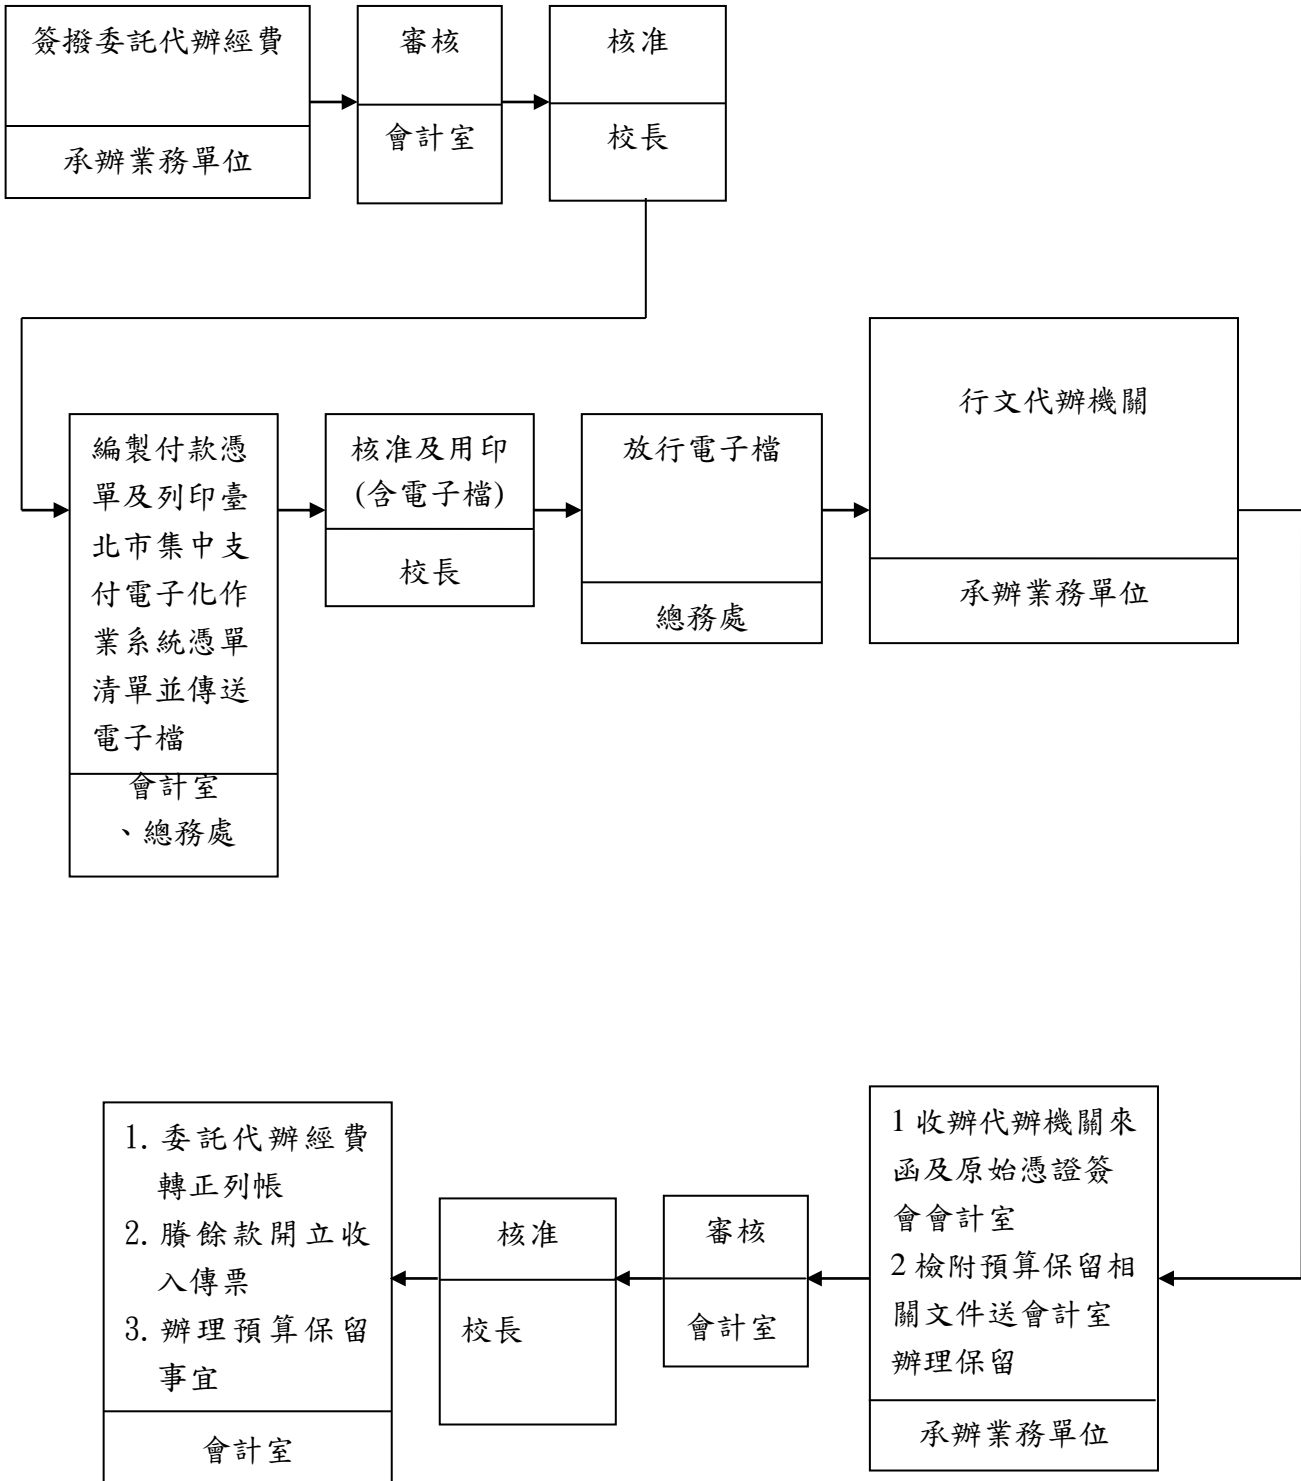 簽撥委託代辦經費
承辦業務單位
審核
會計室
核准
校長
編製付款憑
單及列印臺
北市集中支
付電子化作
業系統憑單
清單並傳送
電子檔
會計室
、總務處
核准及用印
(含電子檔)
校長
放行電子檔
總務處
行文代辦機關
承辦業務單位
1 收辦代辦機關來
函及原始憑證簽
會會計室
2 檢附預算保留相
關文件送會計室
辦理保留
承辦業務單位
審核
會計室
核准
校長
1. 委託代辦經費
轉正列帳
2. 賸餘款開立收
入傳票
3. 辦理預算保留
事宜
會計室